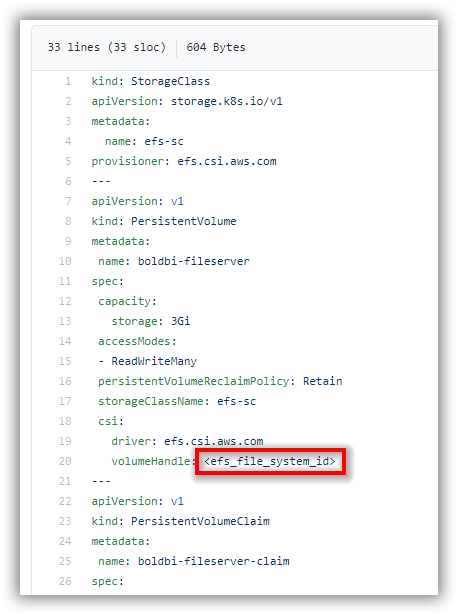 33 lines (33 sloc) 604 Bytes
1 kind: StorageClass
2 apiVersion: storage.k8s.io/v1
3 metadata:
4 name: efs-sc
5 provisioner: efs.csi.aws.com
6 ---
7 apiVersion: v1
8 kind: PersistentVolume
9 metadata:
10 name: boldbi-fileserver
11 spec:
12 capacity:
13 storage: 3Gi
14 accessModes:
15 - ReadWriteMany
16 persistentVolumeReclaimPolicy: Retain
17 storageClassName: efs-sc
18 csi:
19 driver: efs.csi.aws.com
20 volumeHandle: <efs_file_system_id>
21 ---
22 apiVersion: v1
23 kind: PersistentVolumeClaim
24 metadata:
25 name: boldbi-fileserver-claim
26 spec: